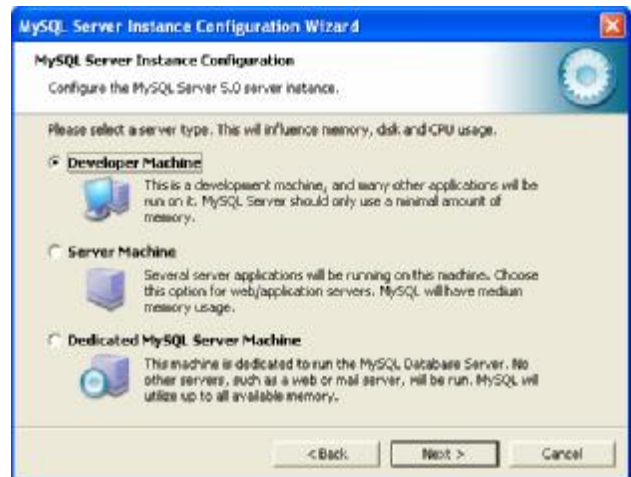 MySQL Server Instance Configuration Wizard
MySQL Server Instance Configuration
Configure the MySQL Server 5.0 server instance.
Please select a server type. This will influence memory, disk and CPU usage.
Developer Machine
This is a development machine, and many other applications will be
run on it. MySQL Server should only use a minimal amount of
memory.
Server Machine
Several server applications will be running on this machine. Choose
this option for web/application servers. MySQL will have medium
memory usage.
Dedicated MySQL Server Machine
This machine is dedicated to run the MySQL Database Server. No
other servers, such as a web or mail server, will be run. MySQL will
utilize up to all available memory.
< Back
Next >
Cancel